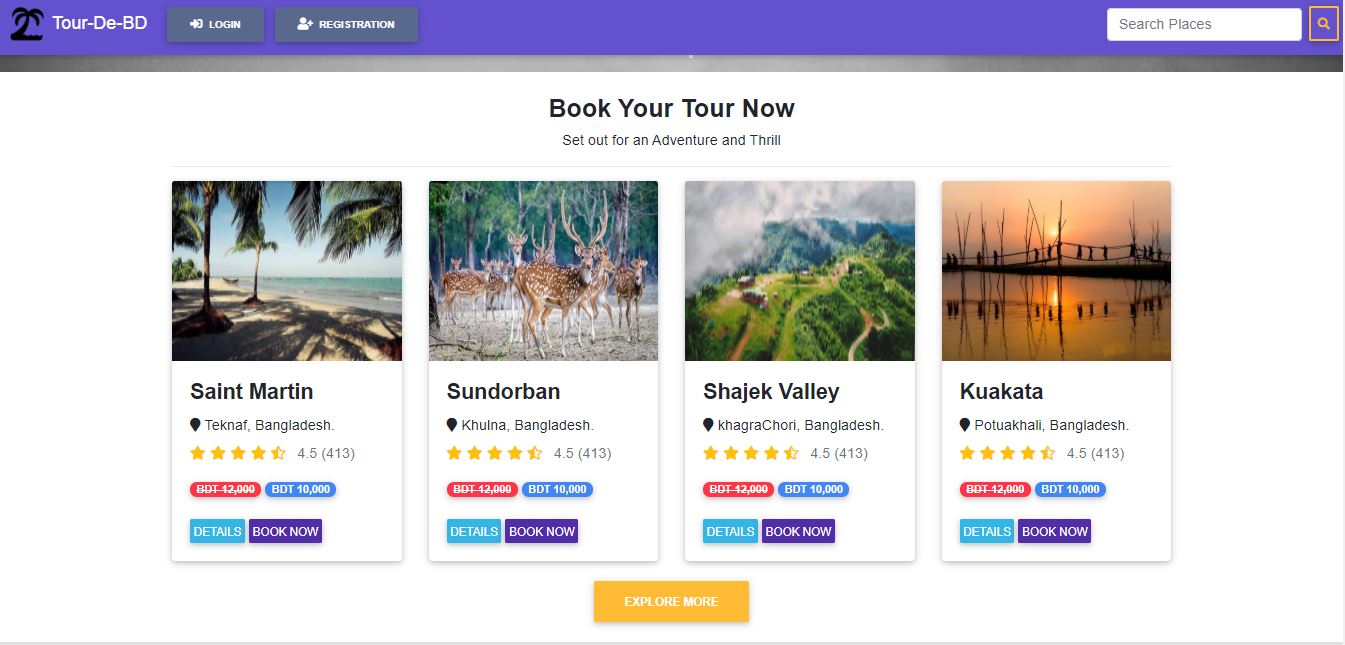 Tour-De-BD LOGIN REGISTRATION Search Places
Book Your Tour Now
Set out for an Adventure and Thrill
Saint Martin
Teknaf, Bangladesh.
4.5 (413)
BDT 12,000 BDT 10,000
DETAILS BOOK NOW
Sundorban
Khulna, Bangladesh.
4.5 (413)
BDT 12,000 BDT 10,000
DETAILS BOOK NOW
Shajek Valley
khagraChori, Bangladesh.
4.5 (413)
BDT 12,000 BDT 10,000
DETAILS BOOK NOW
Kuakata
Potuakhali, Bangladesh.
4.5 (413)
BDT 12,000 BDT 10,000
DETAILS BOOK NOW
EXPLORE MORE